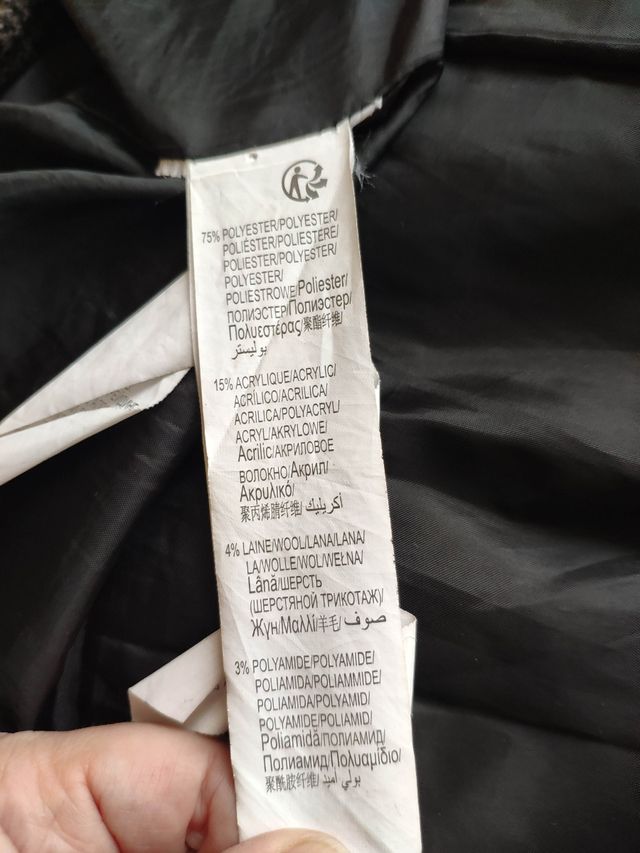 75% POLYESTER/POLYESTER/
POLIÉSTER/POLIESTERE/
POLIESTER/POLYESTER/
POLYESTER/
POLIESTROWE/Poliester/
ПОЛИЭСТЕР/Полиэстер/
Πολυεστέρας/聚酯纤维/
بوليستر
15% ACRYLIQUE/ACRYLIC/
ACRÍLICO/ACRILICA/
ACRILICA/POLYACRYL/
ACRYL/AKRYLOWE/
Acrilic/АКРИЛОВОЕ
ВОЛОКНО/Акрил/
Ακρυλικό/
聚丙烯腈纤维/ أكريليك/
4% LAINE/WOOL/LANA/LANA/
LA/WOLLE/WOL/WEŁNA/
Lână/ШЕРСТЬ
(ШЕРСТЯНОЙ ТРИКОТАЖ)/
Жүн/Μαλλί/羊毛/ صوف/
3% POLYAMIDE/POLYAMIDE/
POLIAMIDA/POLIAMMIDE/
POLIAMIDA/POLYAMID/
POLYAMIDE/POLIAMID/
Poliamidă/ПОЛИАМИД/
Полиамид/Πολυαμίδιο/
聚酰胺纤维/ بولي أميد/